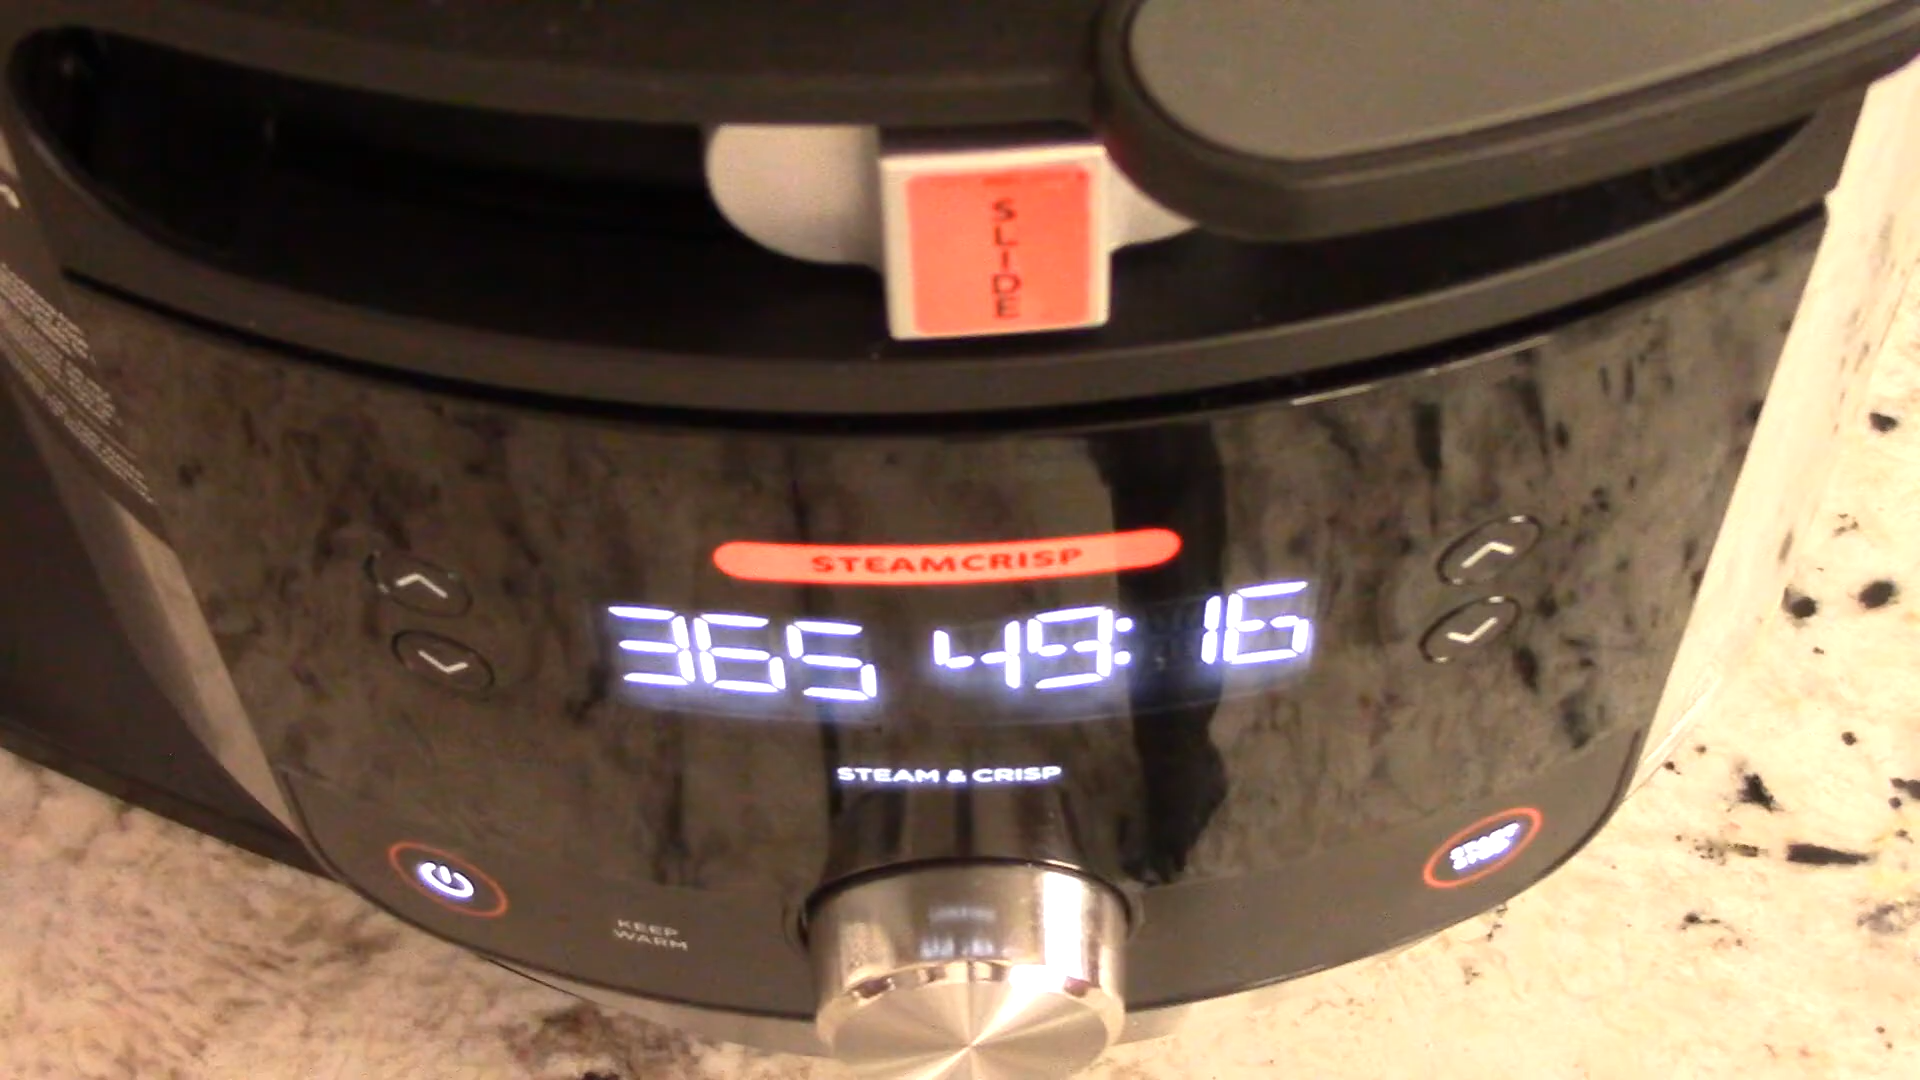 SLIDE
STEAMCRISP
365 49:16
STEAM & CRISP
KEEP
WARM